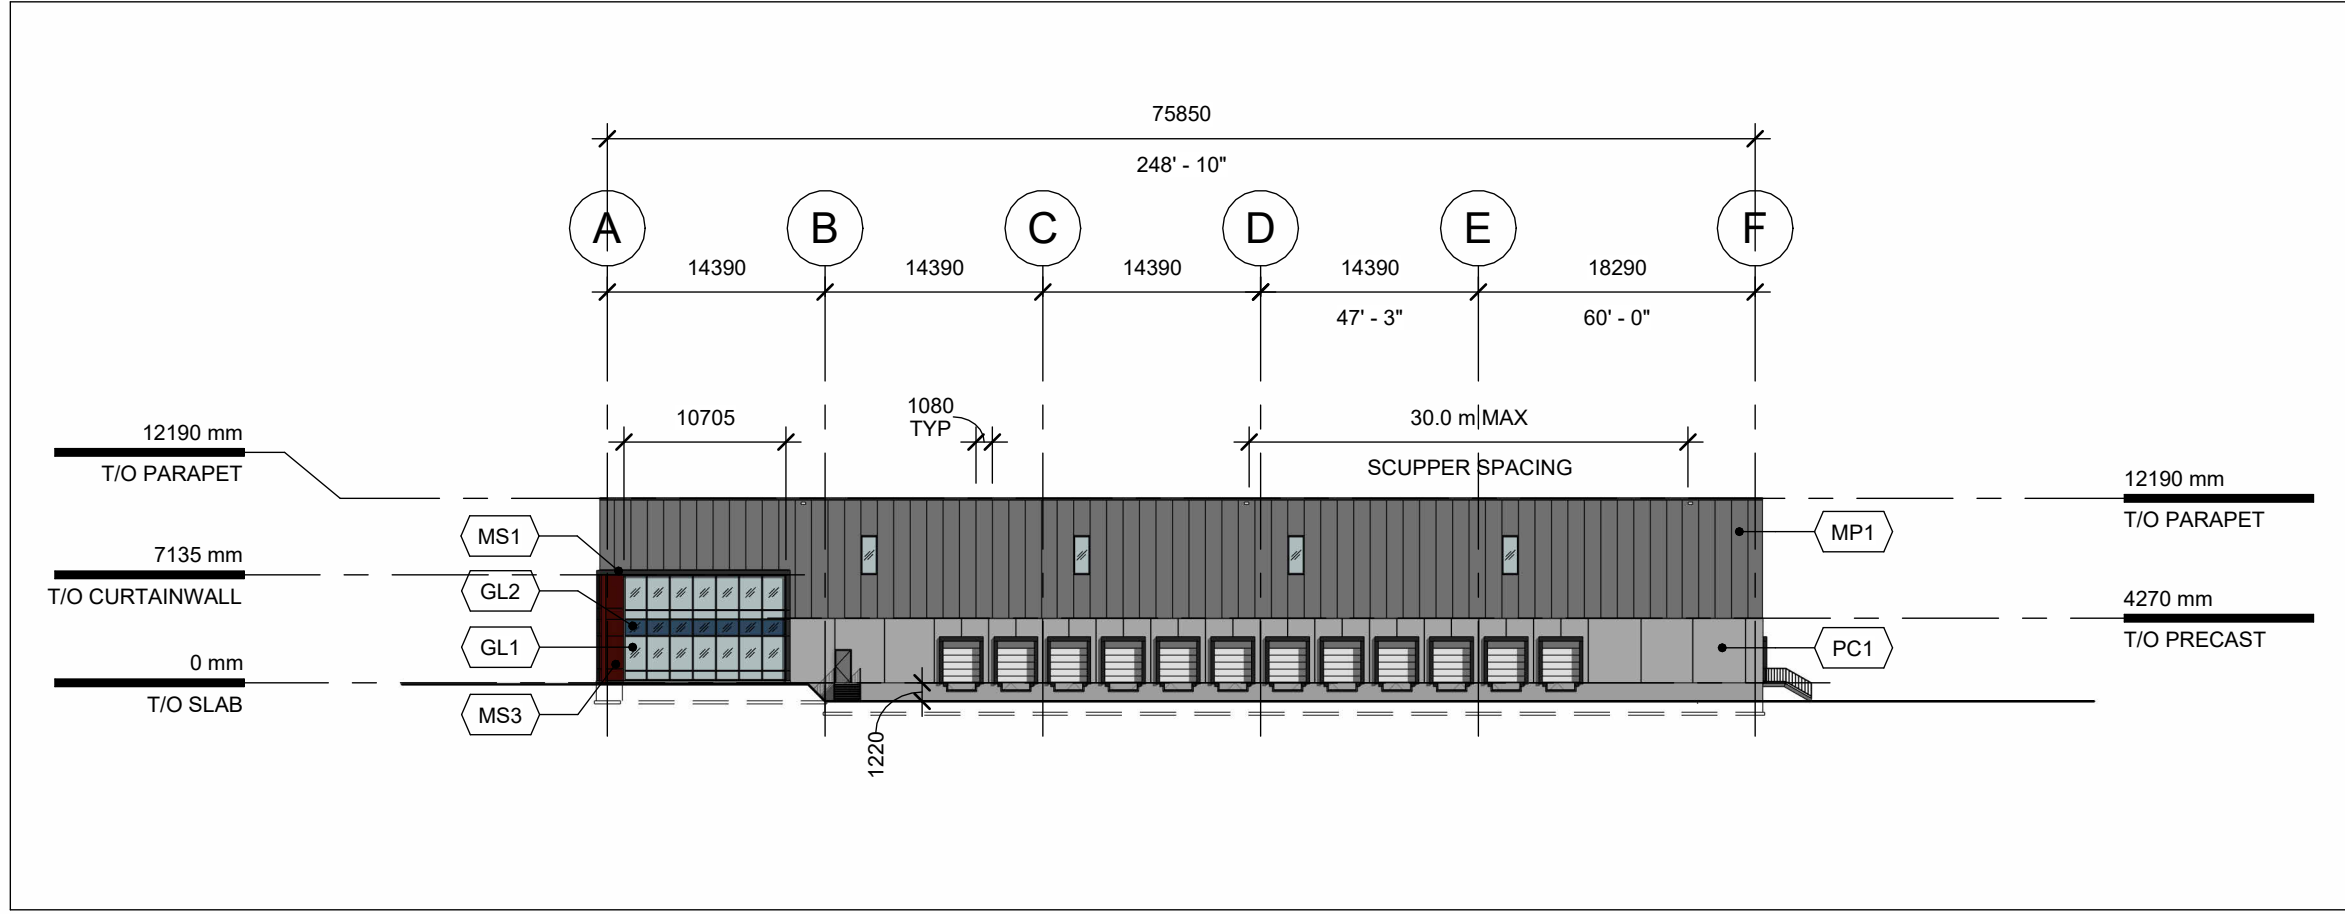 75850
248' - 10"
A
B
C
D
E
F
14390
14390
14390
14390
18290
47' - 3"
60' - 0"
10705
1080
TYP
30.0 m MAX
SCUPPER SPACING
12190 mm
T/O PARAPET
12190 mm
T/O PARAPET
MS1
MP1
7135 mm
T/O CURTAINWALL
GL2
4270 mm
T/O PRECAST
GL1
PC1
0 mm
T/O SLAB
MS3
1220